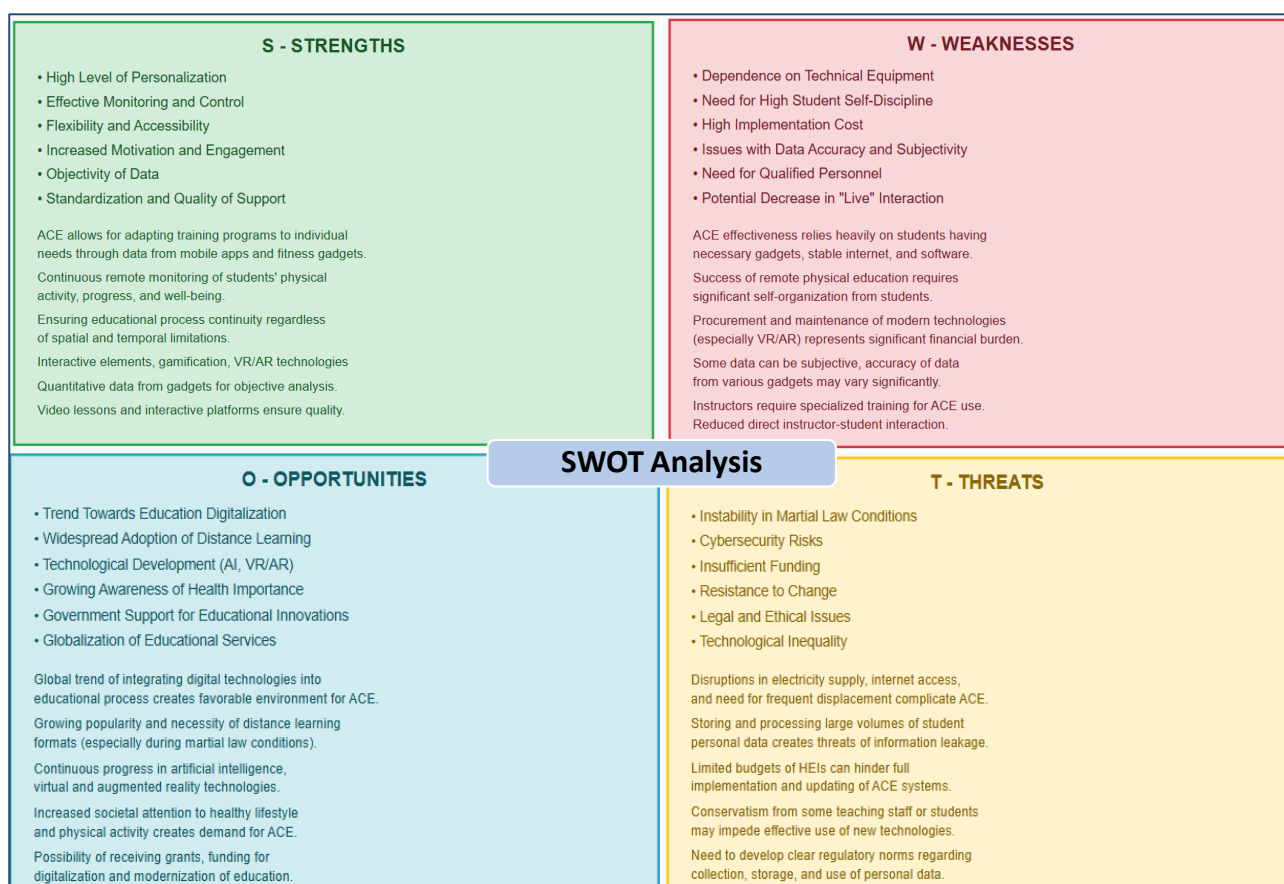 S - STRENGTHS
• High Level of Personalization
• Effective Monitoring and Control
• Flexibility and Accessibility
• Increased Motivation and Engagement
• Objectivity of Data
• Standardization and Quality of Support
ACE allows for adapting training programs to individual
needs through data from mobile apps and fitness gadgets.
Continuous remote monitoring of students' physical
activity, progress, and well-being.
Ensuring educational process continuity regardless
of spatial and temporal limitations.
Interactive elements, gamification, VR/AR technologies
Quantitative data from gadgets for objective analysis.
Video lessons and interactive platforms ensure quality.
W - WEAKNESSES
• Dependence on Technical Equipment
• Need for High Student Self-Discipline
• High Implementation Cost
• Issues with Data Accuracy and Subjectivity
• Need for Qualified Personnel
• Potential Decrease in "Live" Interaction
ACE effectiveness relies heavily on students having
necessary gadgets, stable internet, and software.
Success of remote physical education requires
significant self-organization from students.
Procurement and maintenance of modern technologies
(especially VR/AR) represents significant financial burden.
Some data can be subjective, accuracy of data
from various gadgets may vary significantly.
Instructors require specialized training for ACE use.
Reduced direct instructor-student interaction.
SWOT Analysis
O - OPPORTUNITIES
• Trend Towards Education Digitalization
• Widespread Adoption of Distance Learning
• Technological Development (AI, VR/AR)
• Growing Awareness of Health Importance
• Government Support for Educational Innovations
• Globalization of Educational Services
Global trend of integrating digital technologies into
educational process creates favorable environment for ACE.
Growing popularity and necessity of distance learning
formats (especially during martial law conditions).
Continuous progress in artificial intelligence,
virtual and augmented reality technologies.
Increased societal attention to healthy lifestyle
and physical activity creates demand for ACE.
Possibility of receiving grants, funding for
digitalization and modernization of education.
T - THREATS
• Instability in Martial Law Conditions
• Cybersecurity Risks
• Insufficient Funding
• Resistance to Change
• Legal and Ethical Issues
• Technological Inequality
Disruptions in electricity supply, internet access,
and need for frequent displacement complicate ACE.
Storing and processing large volumes of student
personal data creates threats of information leakage.
Limited budgets of HEIs can hinder full
implementation and updating of ACE systems.
Conservatism from some teaching staff or students
may impede effective use of new technologies.
Need to develop clear regulatory norms regarding
collection, storage, and use of personal data.